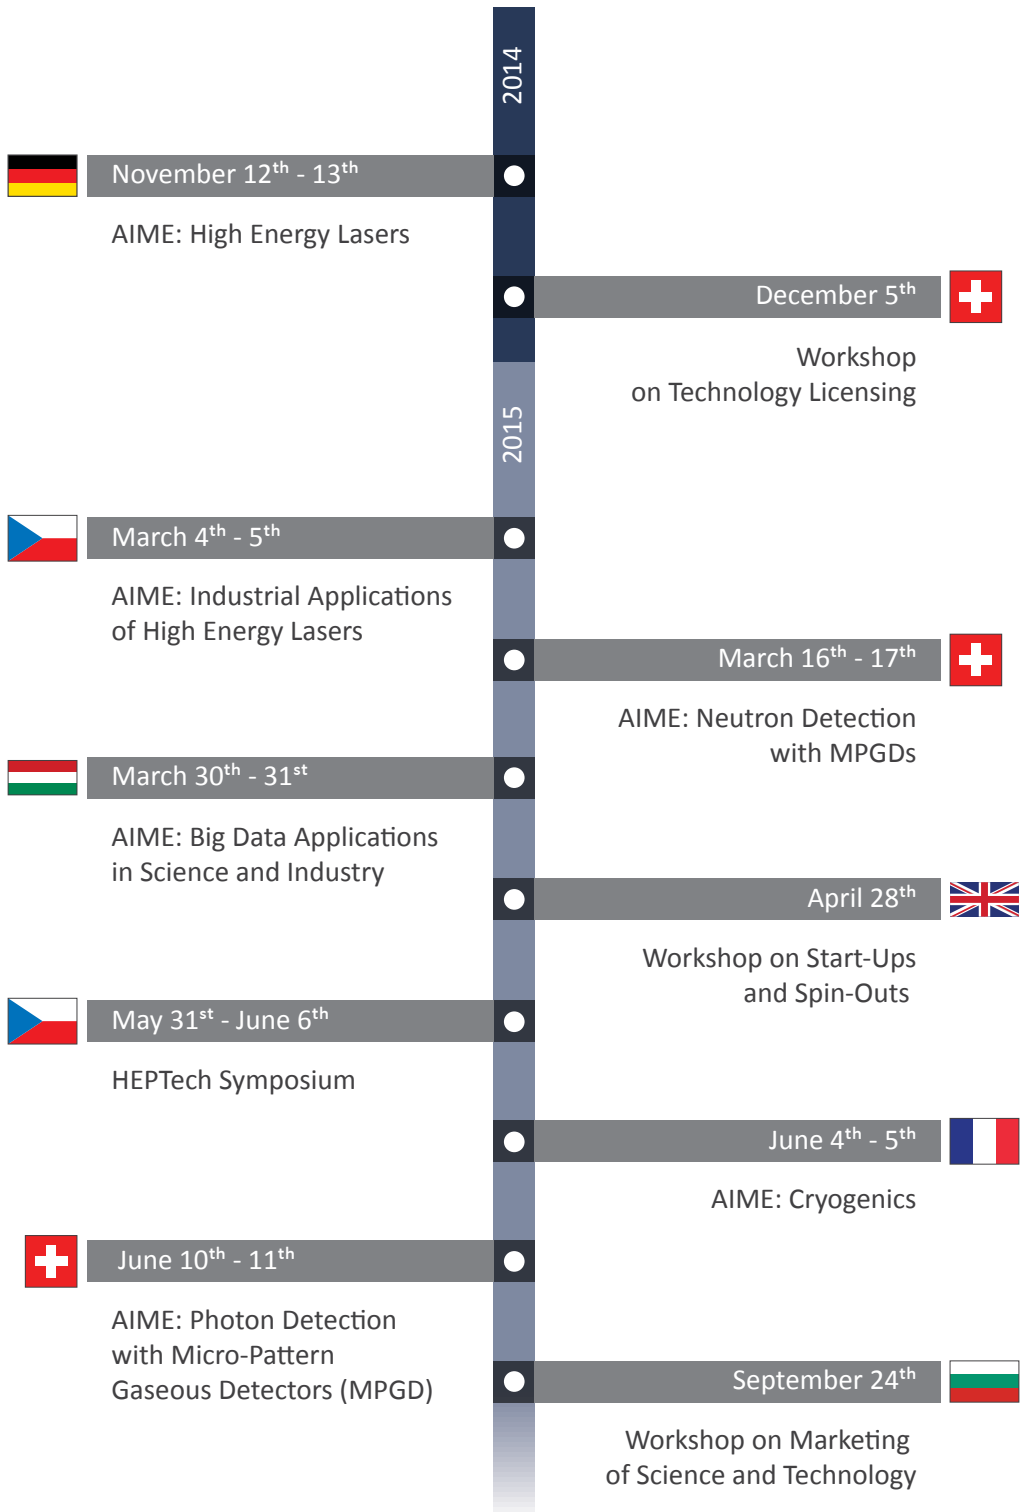 2014
November 12th - 13th
AIME: High Energy Lasers
December 5th
Workshop
on Technology Licensing
2015
March 4th - 5th
AIME: Industrial Applications
of High Energy Lasers
March 16th - 17th
AIME: Neutron Detection
with MPGDs
March 30th - 31st
AIME: Big Data Applications
in Science and Industry
April 28th
Workshop on Start-Ups
and Spin-Outs
May 31st - June 6th
HEPTech Symposium
June 4th - 5th
AIME: Cryogenics
June 10th - 11th
AIME: Photon Detection
with Micro-Pattern
Gaseous Detectors (MPGD)
September 24th
Workshop on Marketing
of Science and Technology